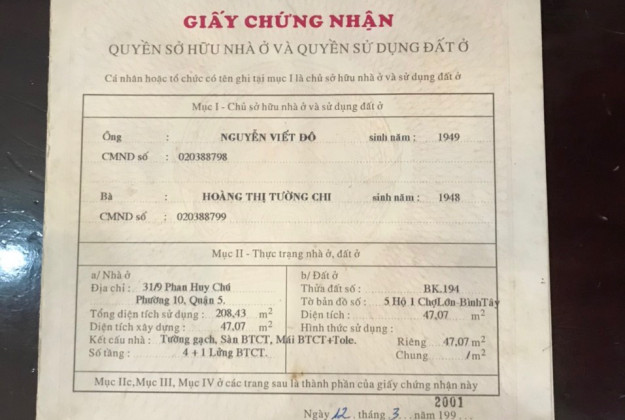 GIẤY CHỨNG NHẬN
QUYỀN SỞ HỮU NHÀ Ở VÀ QUYỀN SỬ DỤNG ĐẤT Ở
Cá nhân hoặc tổ chức có tên ghi tại mục I là chủ sở hữu nhà ở và sử dụng đất ở
Mục I - Chủ sở hữu nhà ở và sử dụng đất ở
Ông : NGUYỄN VIẾT ĐÔ sinh năm : 1949
CMND số : 020388798
Bà : HOÀNG THỊ TƯỜNG CHI sinh năm : 1948
CMND số : 020388799
Mục II - Thực trạng nhà ở, đất ở
a/ Nhà ở
Địa chỉ : 31/9 Phan Huy Chú
Phường 10, Quận 5.
Tổng diện tích sử dụng : 208,43 m²
Diện tích xây dựng : 47,07 m²
Kết cấu nhà : Tường gạch, Sàn BTCT, Mái BTCT+Tole.
Số tầng : 4 + 1 Lửng BTCT.
b/ Đất ở
Thửa đất số : BK.194
Tờ bản đồ số : 5 Hộ 1 ChợLớn-BìnhTây
Diện tích : 47,07 m²
Hình thức sử dụng :
Riêng 47,07 m²
Chung / m²
Mục IIc,Mục III, Mục IV ở các trang sau là thành phần của giấy chứng nhận này
2001
Ngày 12 tháng 3 năm 199